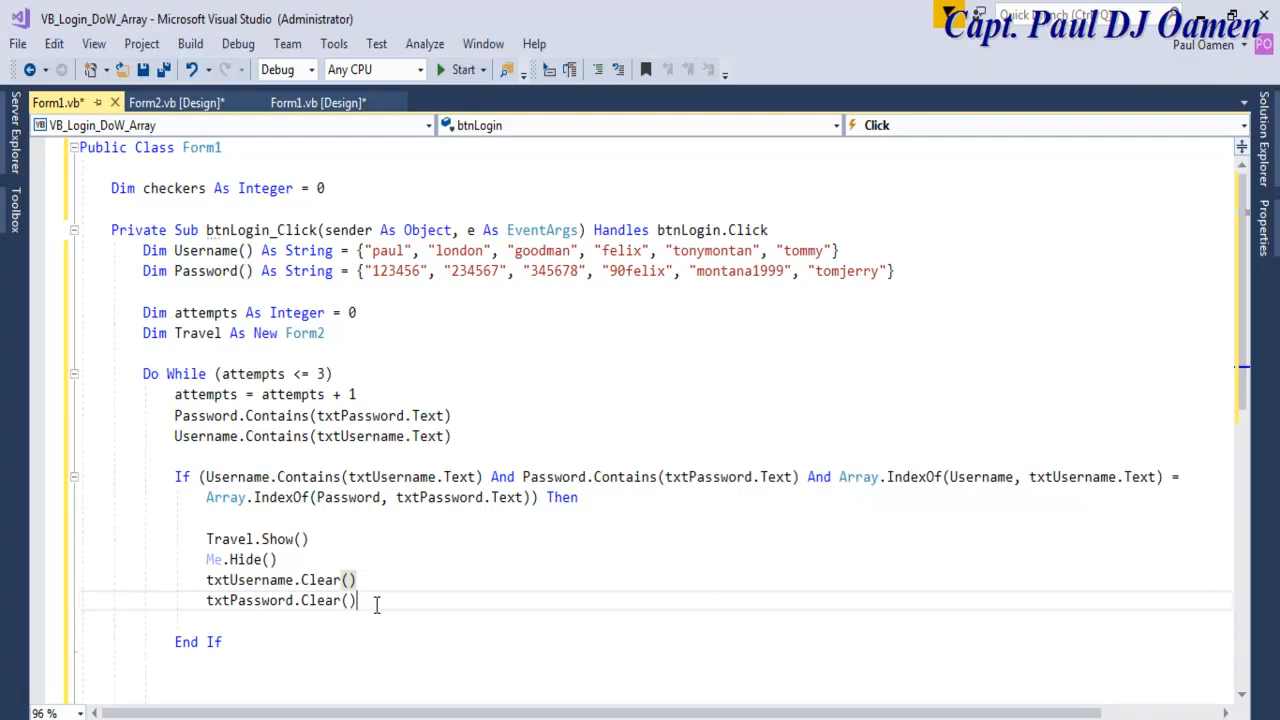 VB_Login_DoW_Array - Microsoft Visual Studio (Administrator)
Capt. Paul DJ Oamen
File Edit View Project Build Debug Team Tools Test Analyze Window Help
Paul Oamen PO
Debug Any CPU Start
Form1.vb* Form2.vb [Design]* Form1.vb [Design]*
VB_Login_DoW_Array btnLogin Click
Server Explorer
Toolbox
Solution Explorer
Properties
Public Class Form1
Dim checkers As Integer = 0
Private Sub btnLogin_Click(sender As Object, e As EventArgs) Handles btnLogin.Click
Dim Username() As String = {"paul", "london", "goodman", "felix", "tonymontan", "tommy"}
Dim Password() As String = {"123456", "234567", "345678", "90felix", "montana1999", "tomjerry"}
Dim attempts As Integer = 0
Dim Travel As New Form2
Do While (attempts <= 3)
attempts = attempts + 1
Password.Contains(txtPassword.Text)
Username.Contains(txtUsername.Text)
If (Username.Contains(txtUsername.Text) And Password.Contains(txtPassword.Text) And Array.IndexOf(Username, txtUsername.Text) =
Array.IndexOf(Password, txtPassword.Text)) Then
Travel.Show()
Me.Hide()
txtUsername.Clear()
txtPassword.Clear()
End If
96 %